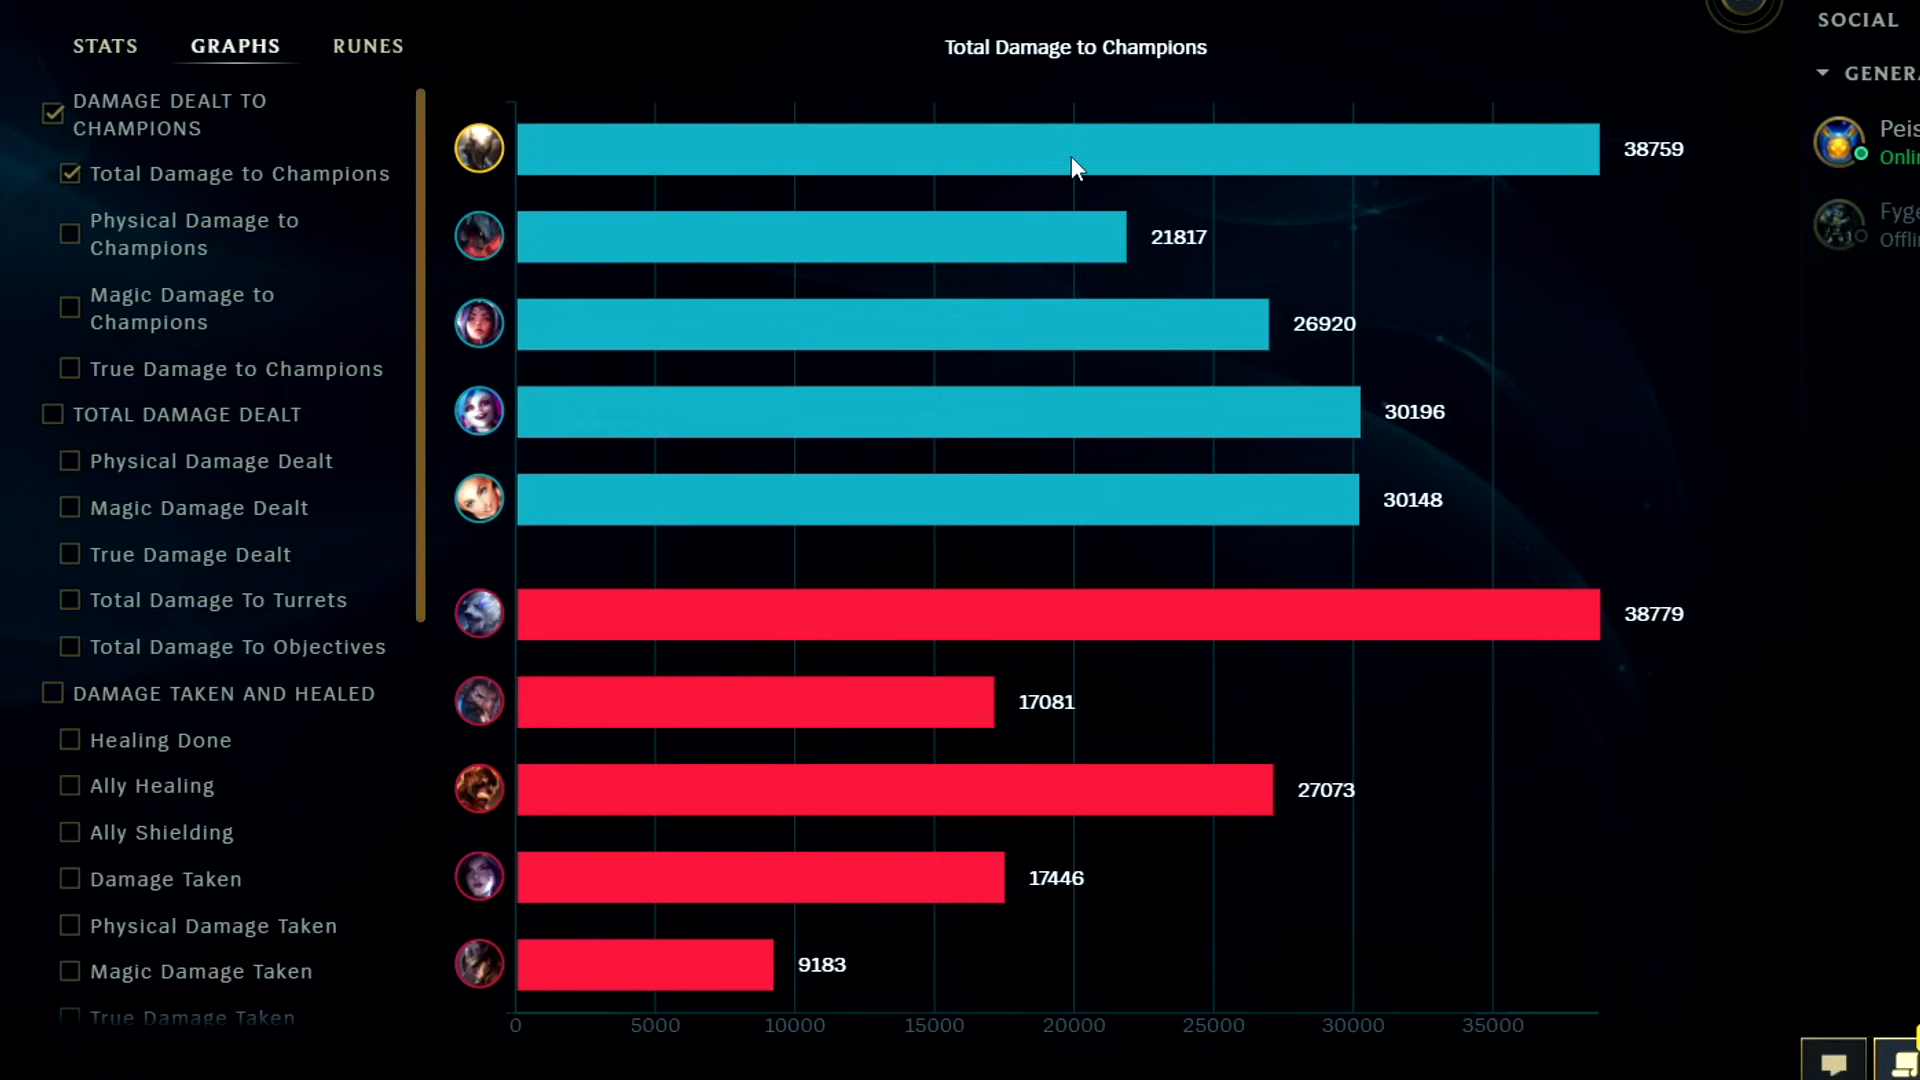 STATS GRAPHS RUNES
Total Damage to Champions
SOCIAL
GENERA
DAMAGE DEALT TO
CHAMPIONS
Total Damage to Champions
Physical Damage to
Champions
Magic Damage to
Champions
True Damage to Champions
TOTAL DAMAGE DEALT
Physical Damage Dealt
Magic Damage Dealt
True Damage Dealt
Total Damage To Turrets
Total Damage To Objectives
DAMAGE TAKEN AND HEALED
Healing Done
Ally Healing
Ally Shielding
Damage Taken
Physical Damage Taken
Magic Damage Taken
True Damage Taken
38759
21817
26920
30196
30148
38779
17081
27073
17446
9183
0 5000 10000 15000 20000 25000 30000 35000
Peis
Onli
Fyge
Offli